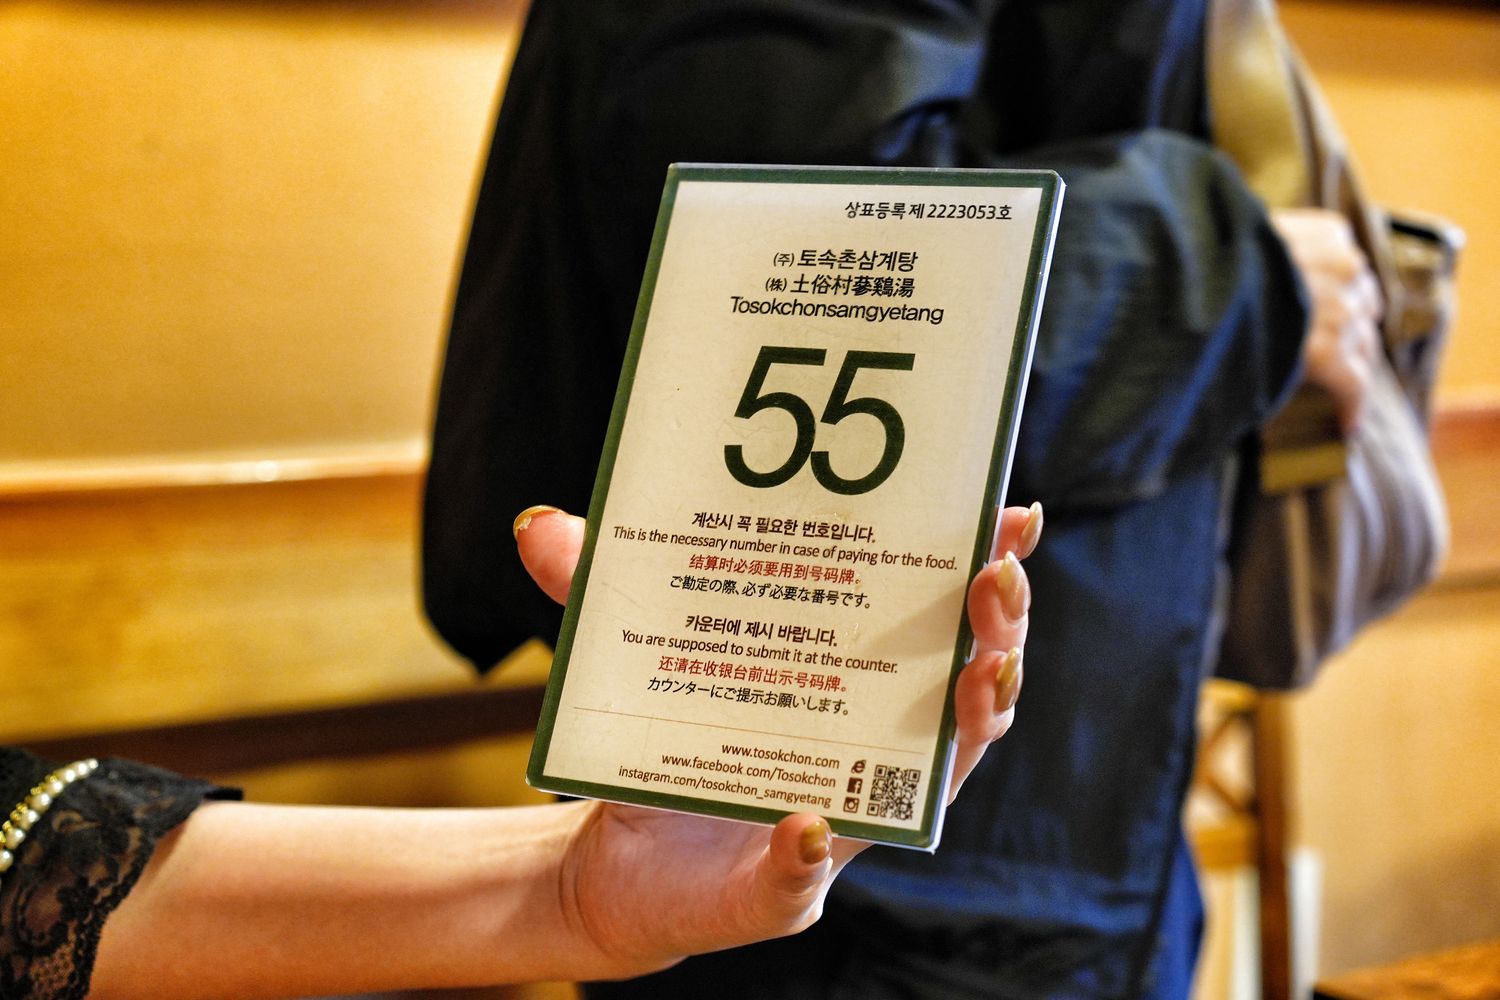 상표등록 제 2223053호
(주) 토속촌삼계탕
(株) 土俗村蔘鷄湯
Tosokchonsamgyetang
55
계산시 꼭 필요한 번호입니다.
This is the necessary number in case of paying for the food.
结算时必须要用到号码牌。
ご勘定の際、必ず必要な番号です。
카운터에 제시 바랍니다.
You are supposed to submit it at the counter.
还请在收银台前出示号码牌。
カウンターにご提示お願いします。
www.tosokchon.com
www.facebook.com/Tosokchon
instagram.com/tosokchon_samgyetang